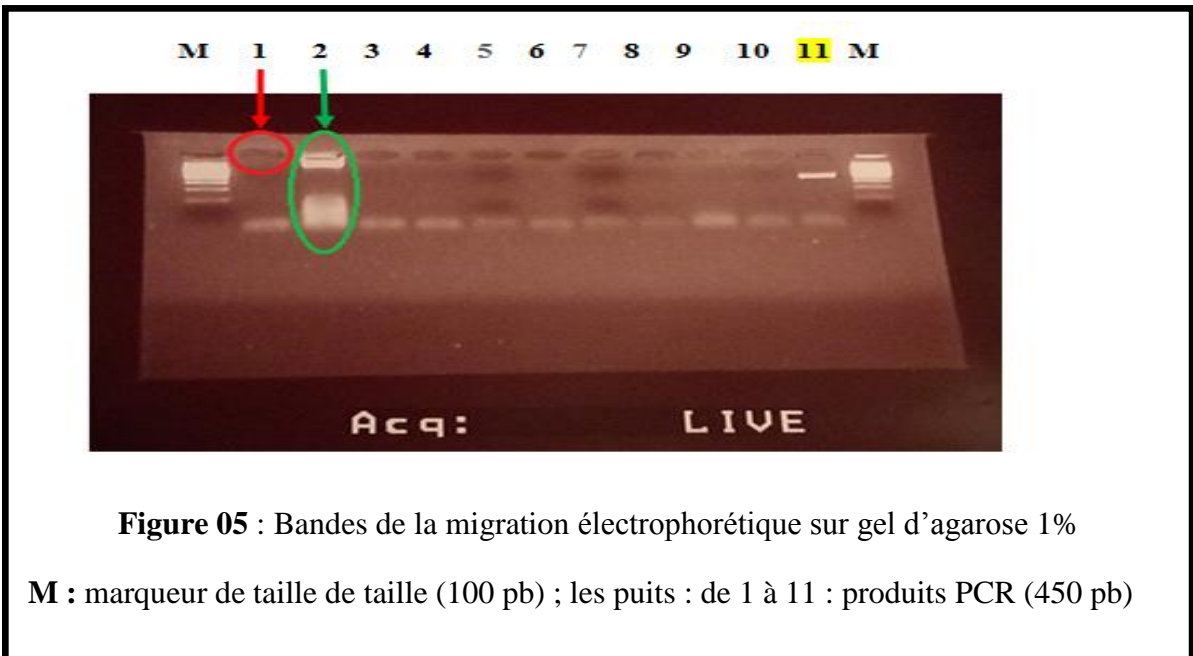 M 1 2 3 4 5 6 7 8 9 10 11 M
Acq: LIVE
Figure 05 : Bandes de la migration électrophorétique sur gel d’agarose 1%
M : marqueur de taille de taille (100 pb) ; les puits : de 1 à 11 : produits PCR (450 pb)